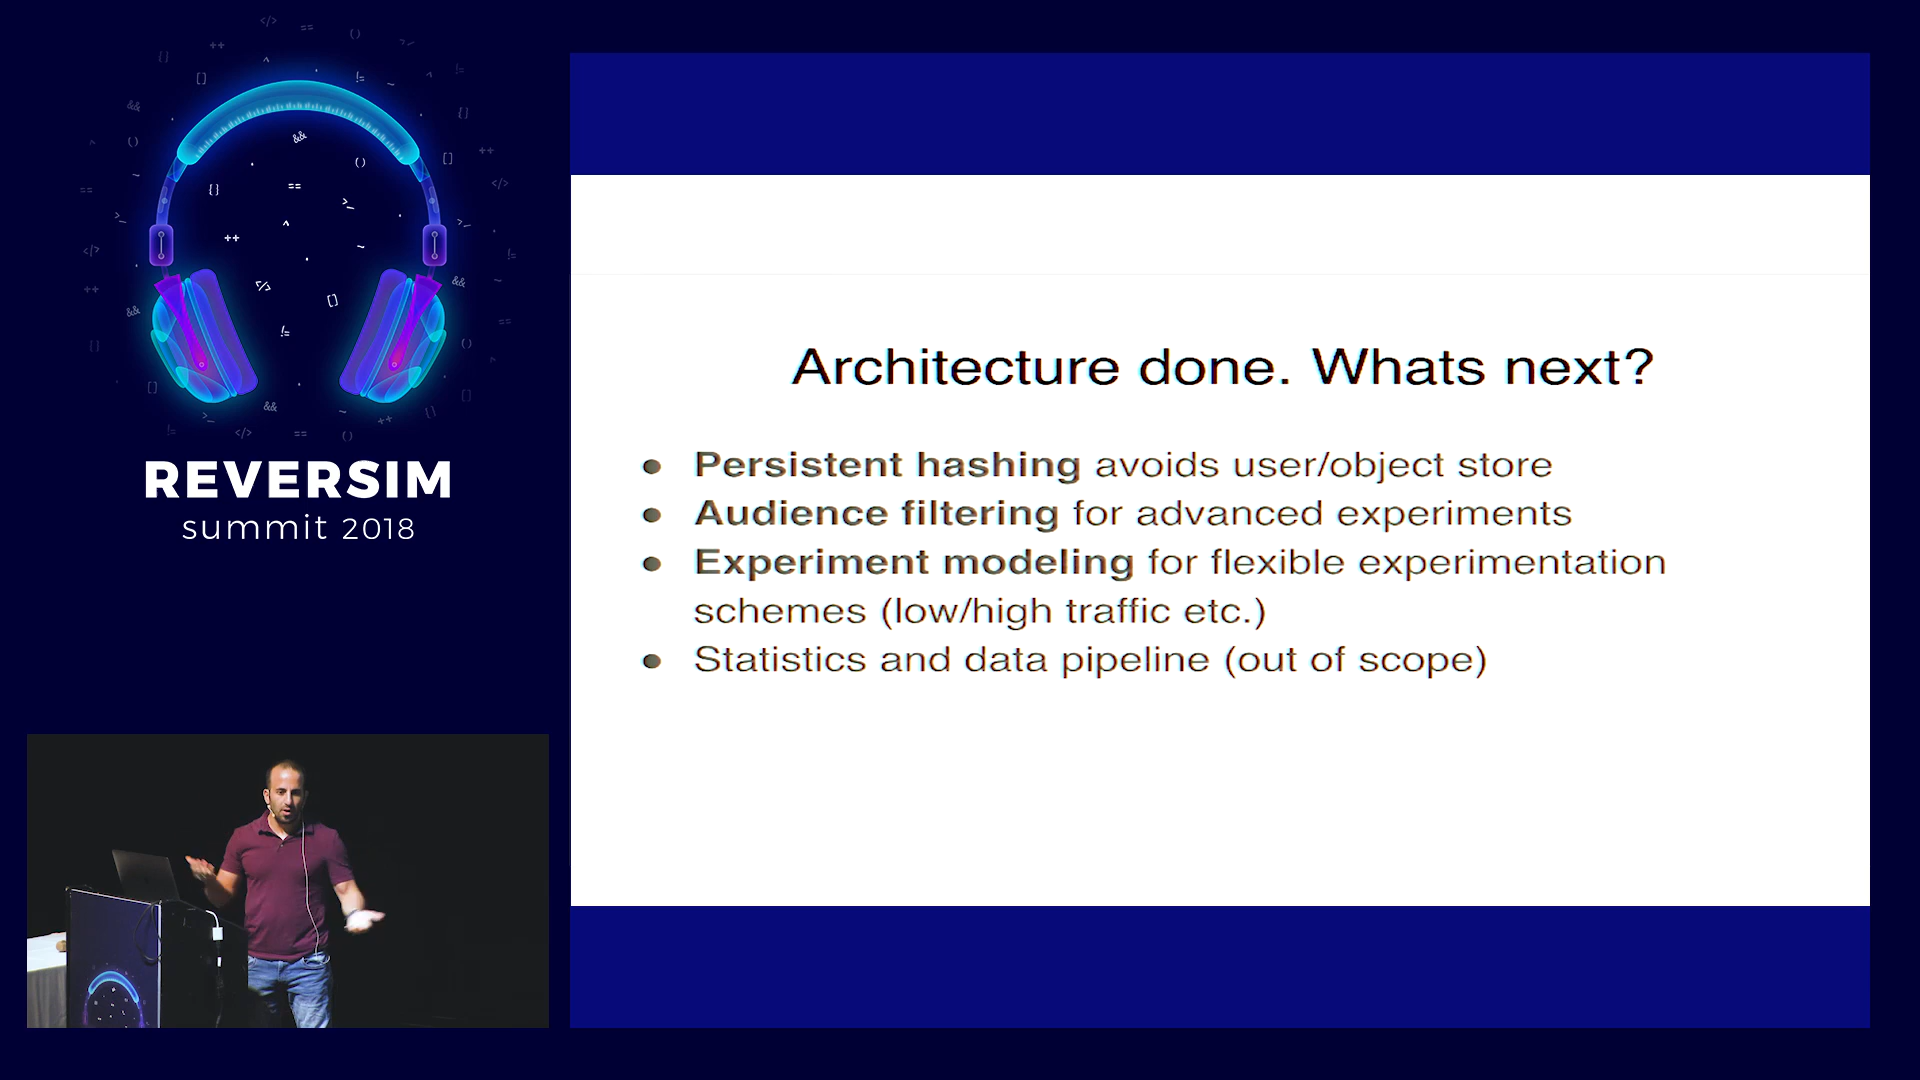 REVERSIM
summit 2018
Architecture done. Whats next?
● Persistent hashing avoids user/object store
● Audience filtering for advanced experiments
● Experiment modeling for flexible experimentation
schemes (low/high traffic etc.)
● Statistics and data pipeline (out of scope)